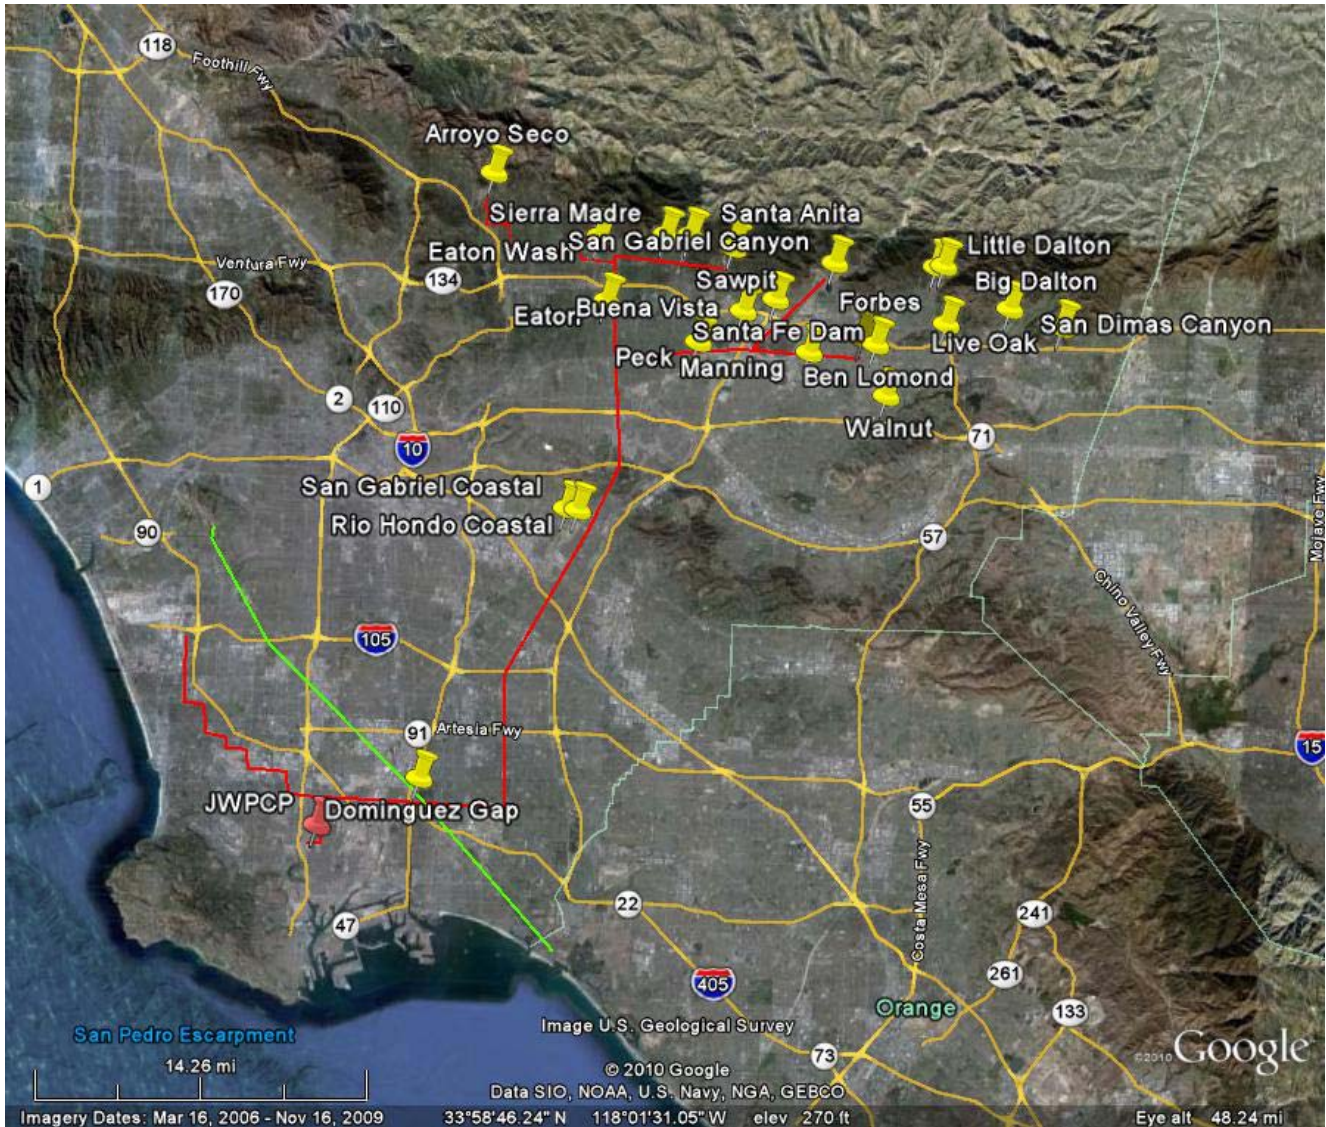 118
Foothill Fwy
Arroyo Seco
Sierra Madre
Santa Anita
Eaton Wash
San Gabriel Canyon
Little Dalton
Ventura Fwy
134
Sawpit
Big Dalton
170
Buena Vista
Forbes
Eaton
Santa Fe Dam
San Dimas Canyon
Live Oak
Peck
Manning
Ben Lomond
2
110
Walnut
71
10
1
San Gabriel Coastal
Mojave Fwy
Rio Hondo Coastal
90
57
Chino Valley Fwy
105
91
Artesia Fwy
15
JWPCP
Dominguez Gap
55
Costa Mesa Fwy
22
241
47
261
405
Orange
133
San Pedro Escarpment
Image U.S. Geological Survey
73
©2010 Google
14.26 mi
© 2010 Google
Data SIO, NOAA, U.S. Navy, NGA, GEBCO
Imagery Dates: Mar 16, 2006 - Nov 16, 2009
33°58'46.24" N 118°01'31.05" W elev 270 ft
Eye alt 48.24 mi